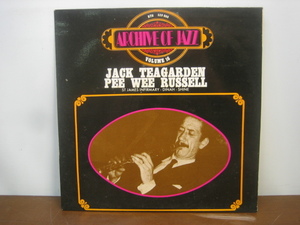 ARCHIVE OF JAZZ
VOLUME 18
JACK TEAGARDEN
PEE WEE RUSSELL
ST JAMES INFIRMARY - DINAH - SHINE